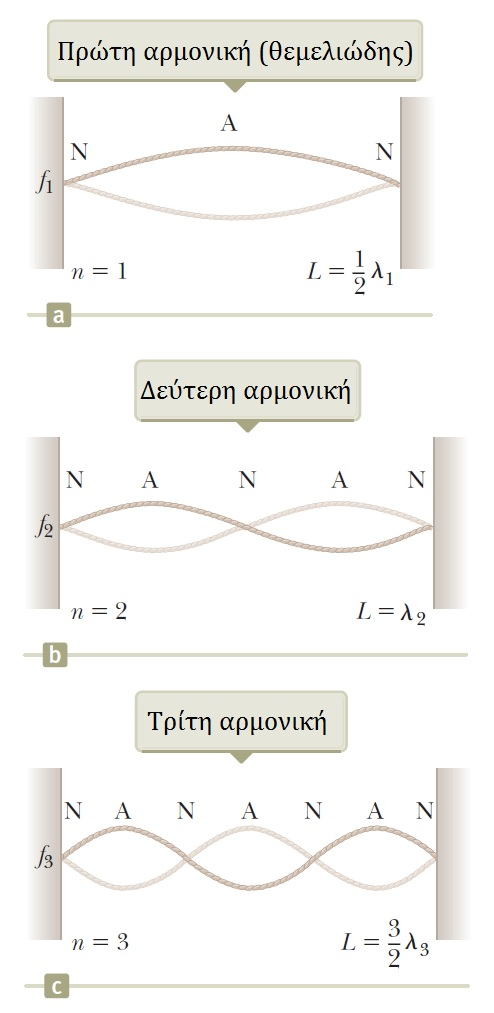 Πρώτη αρμονική (θεμελιώδης)
A
N N
f₁
n = 1 L = 1/2 λ₁
a
Δεύτερη αρμονική
N A N A N
f₂
n = 2 L = λ₂
b
Τρίτη αρμονική
N A N A N A N
f₃
n = 3 L = 3/2 λ₃
c